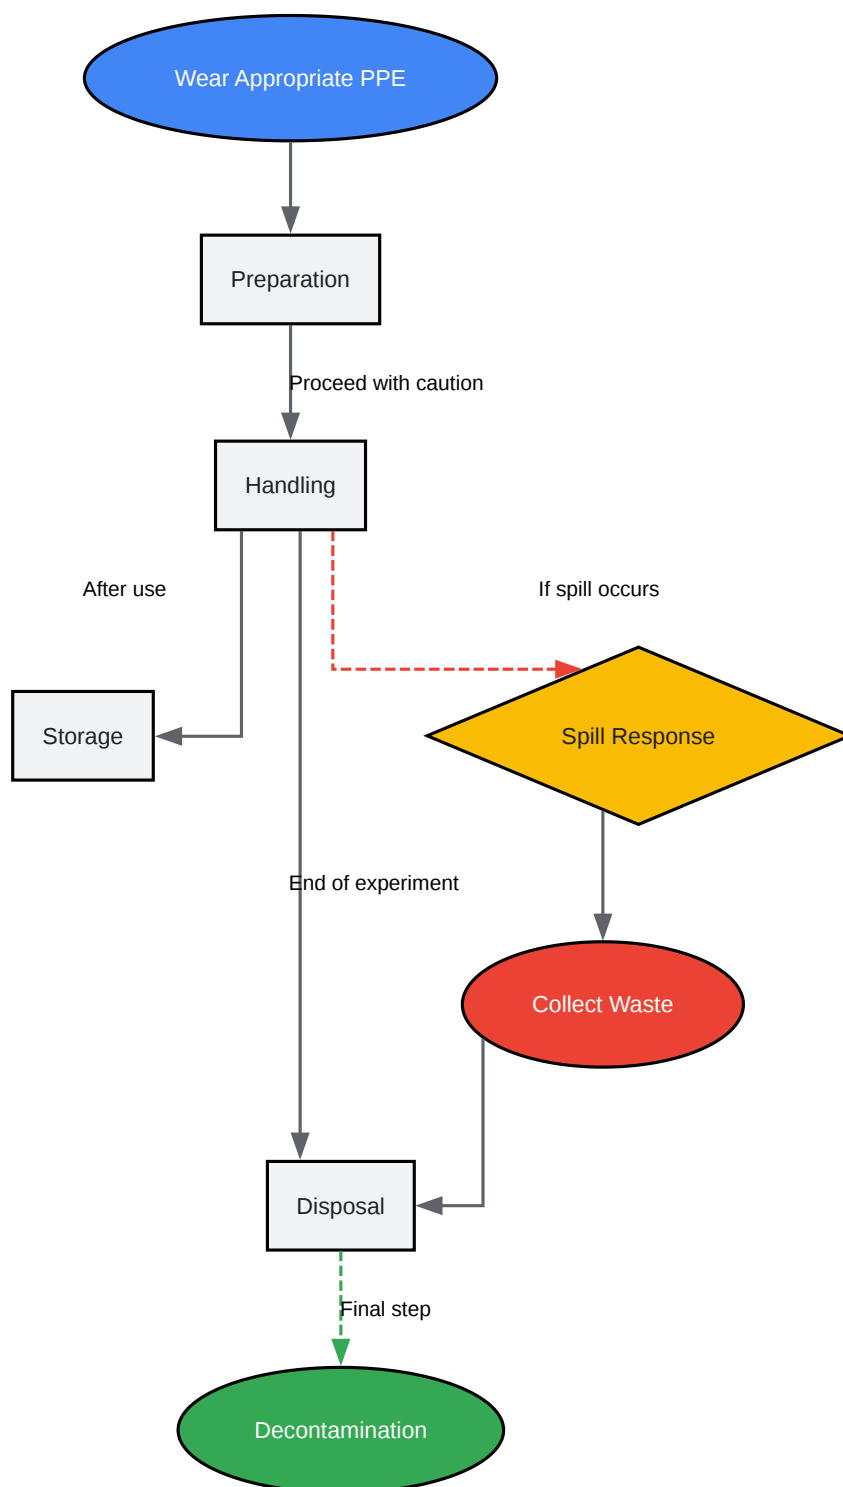 Wear Appropriate PPE
Preparation
Proceed with caution
Handling
After use
If spill occurs
Storage
Spill Response
End of experiment
Collect Waste
Disposal
Final step
Decontamination